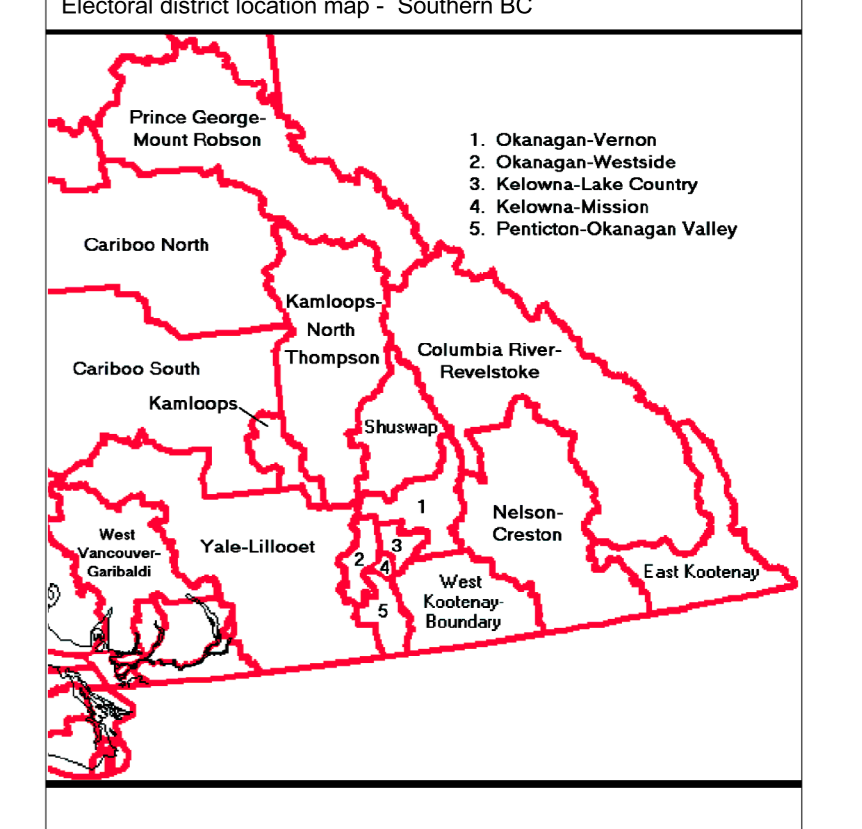 Electoral district location map - Southern BC
Prince George-
Mount Robson
1. Okanagan-Vernon
2. Okanagan-Westside
3. Kelowna-Lake Country
4. Kelowna-Mission
5. Penticton-Okanagan Valley
Cariboo North
Kamloops-
North
Thompson
Columbia River-
Revelstoke
Cariboo South
Kamloops
Shuswap
1
Nelson-
Creston
West
Vancouver-
Garibaldi
Yale-Lillooet
2
3
4
East Kootenay
West
Kootenay-
Boundary
5